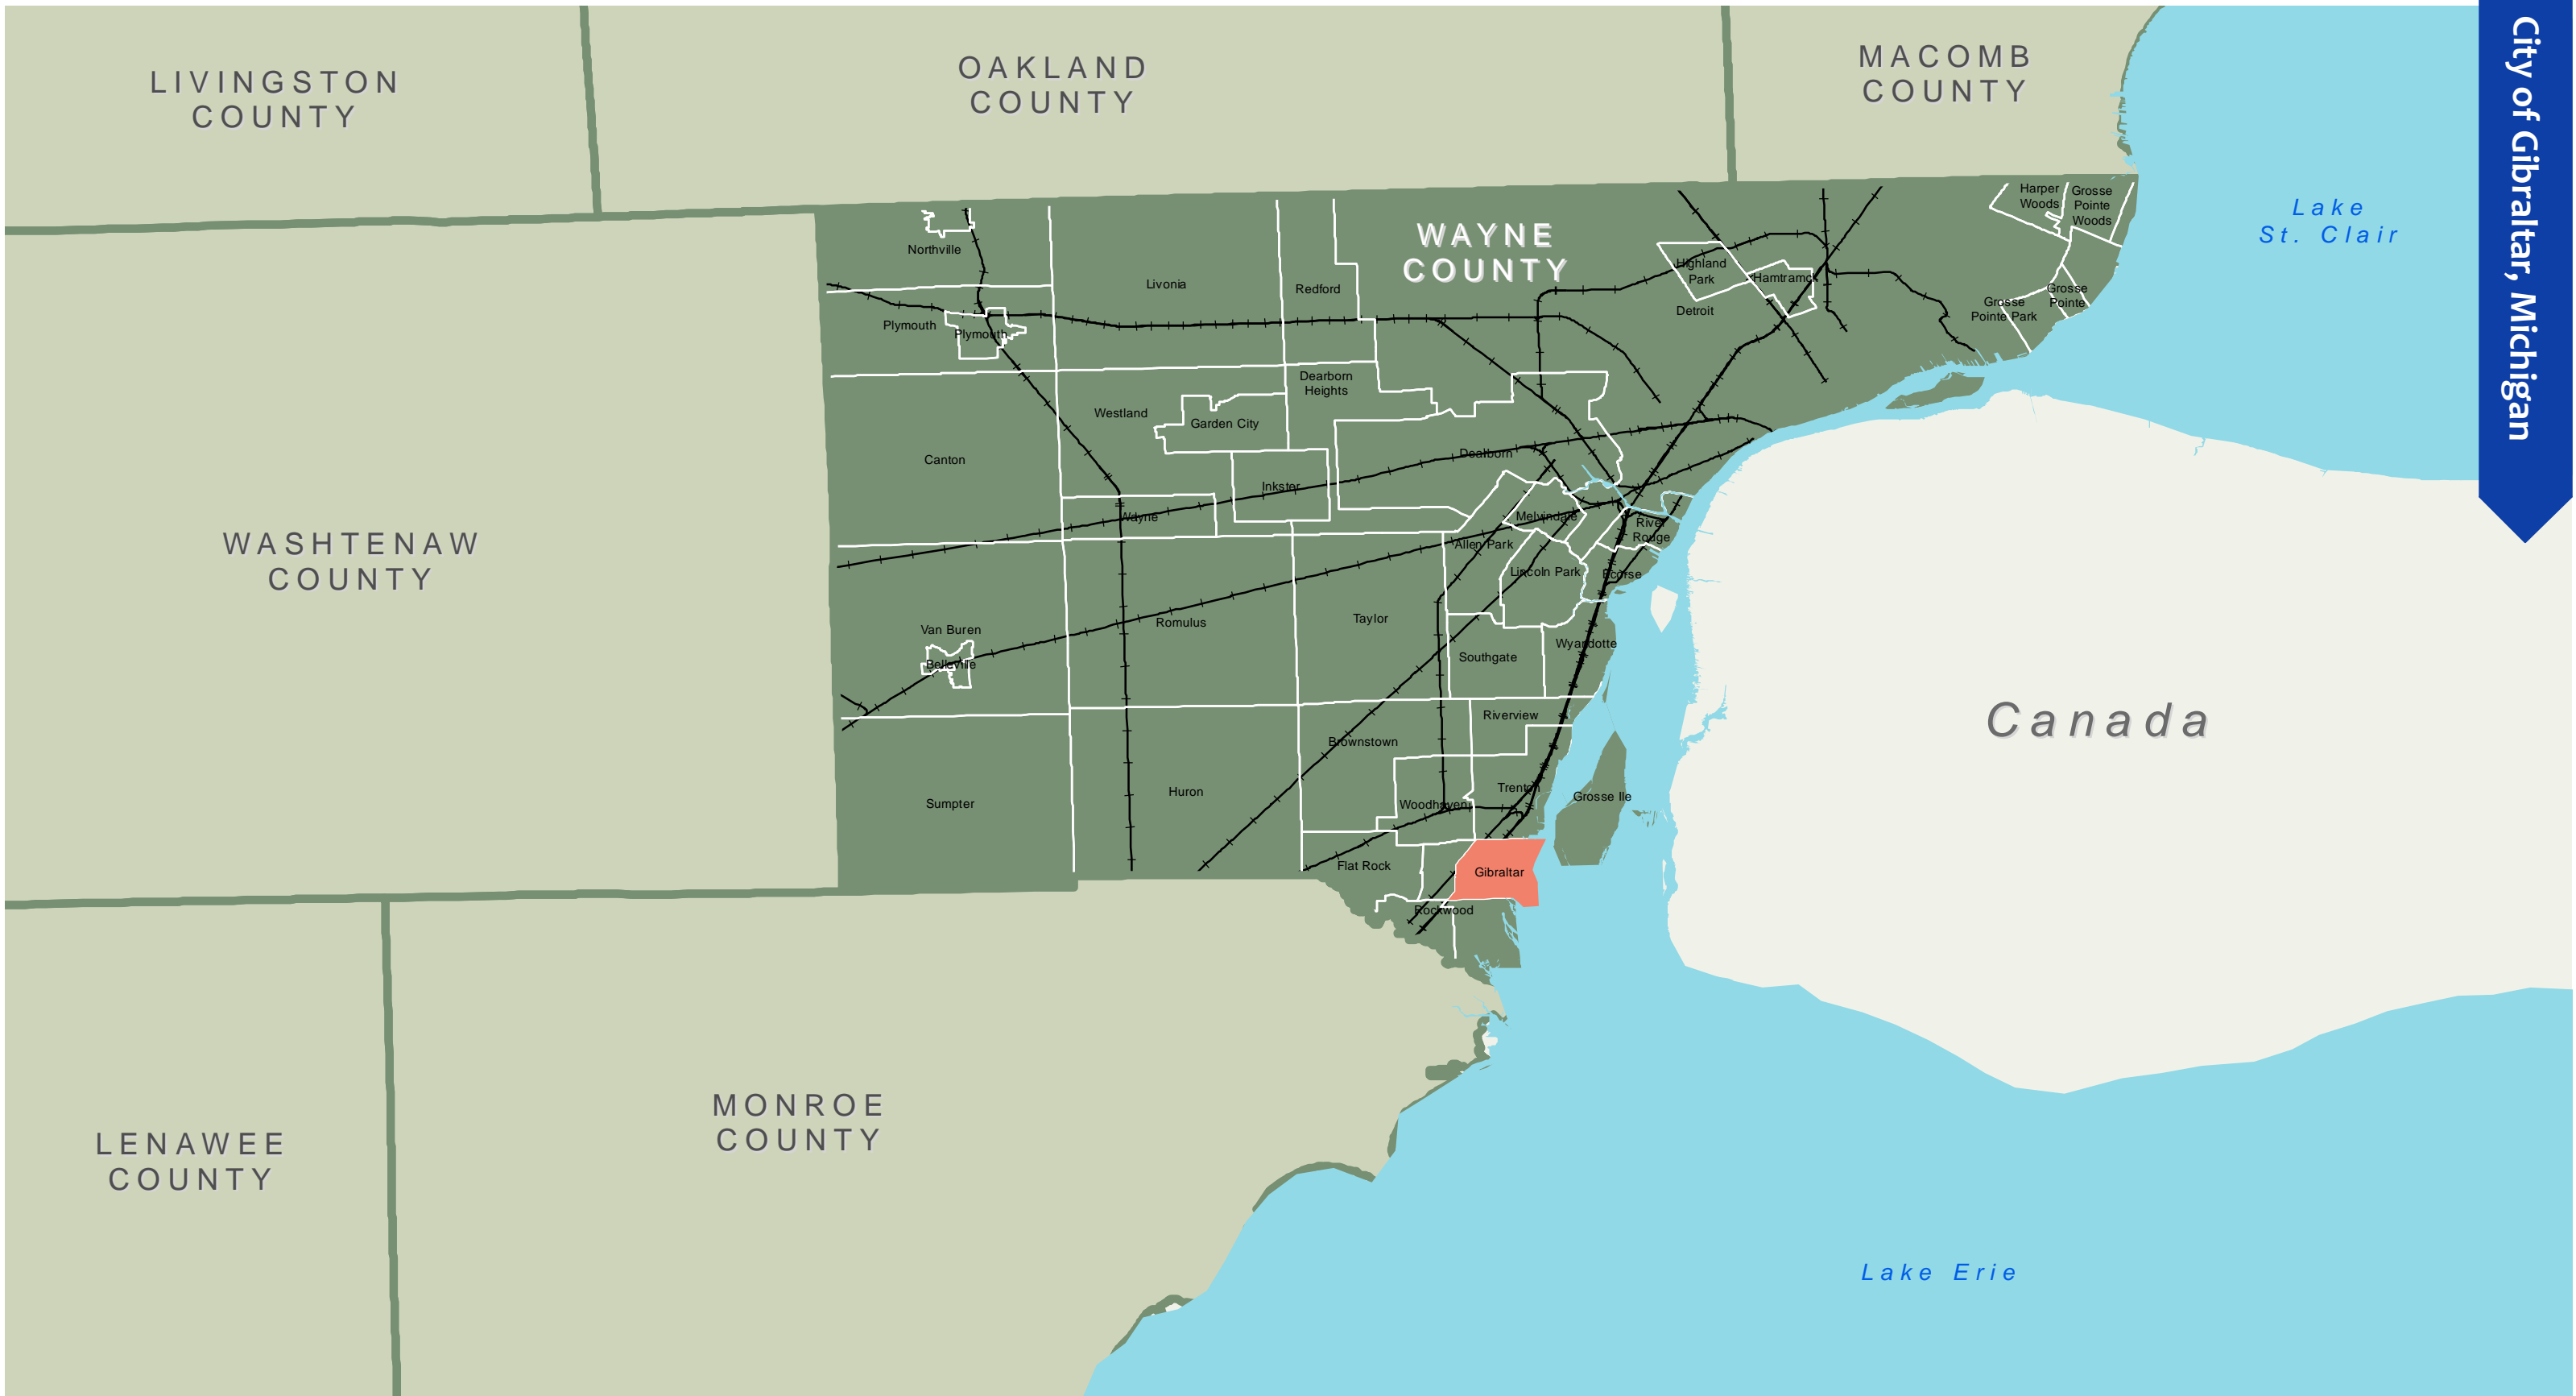 LIVINGSTON
COUNTY
OAKLAND
COUNTY
MACOMB
COUNTY
City of Gibraltar, Michigan
Lake
St. Clair
WAYNE
COUNTY
Harper
Woods
Grosse
Pointe
Woods
Northville
Livonia
Redford
Highland
Park
Hamtramck
Detroit
Grosse
Pointe
Grosse
Pointe Park
Plymouth
Plymouth
Dearborn
Heights
Westland
Garden City
Canton
Dearborn
Inkster
Wayne
Melvindale
River
Rouge
Allen Park
Lincoln Park
Ecorse
WASHTENAW
COUNTY
Van Buren
Romulus
Taylor
Wyandotte
Southgate
Belleville
Riverview
Brownstown
Canada
Sumpter
Huron
Trenton
Woodhaven
Grosse Ile
Flat Rock
Gibraltar
Rockwood
MONROE
COUNTY
LENAWEE
COUNTY
Lake Erie